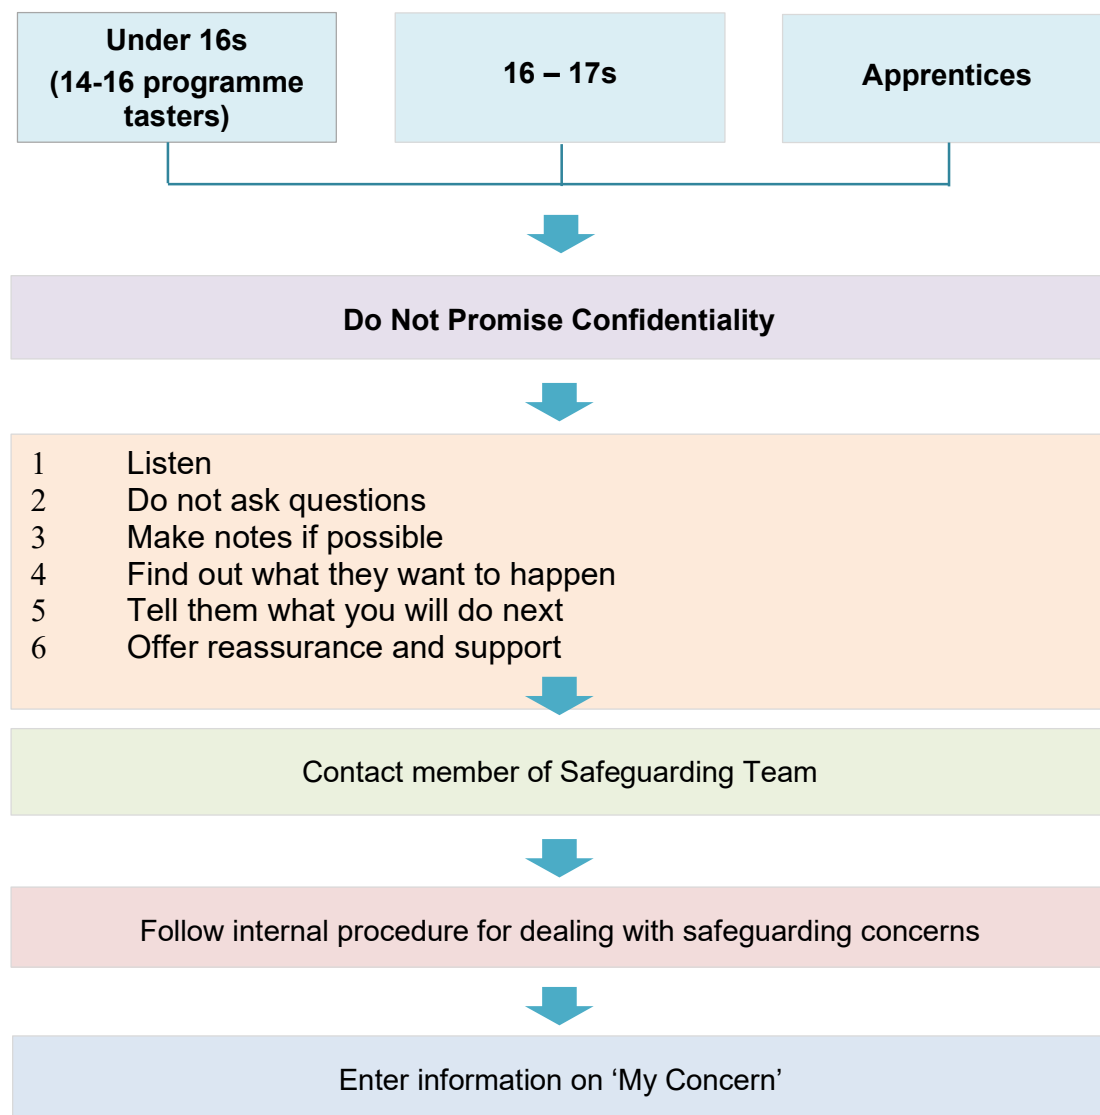 Under 16s
(14-16 programme
tasters)
16 – 17s
Apprentices
Do Not Promise Confidentiality
1 Listen
2 Do not ask questions
3 Make notes if possible
4 Find out what they want to happen
5 Tell them what you will do next
6 Offer reassurance and support
Contact member of Safeguarding Team
Follow internal procedure for dealing with safeguarding concerns
Enter information on ‘My Concern’